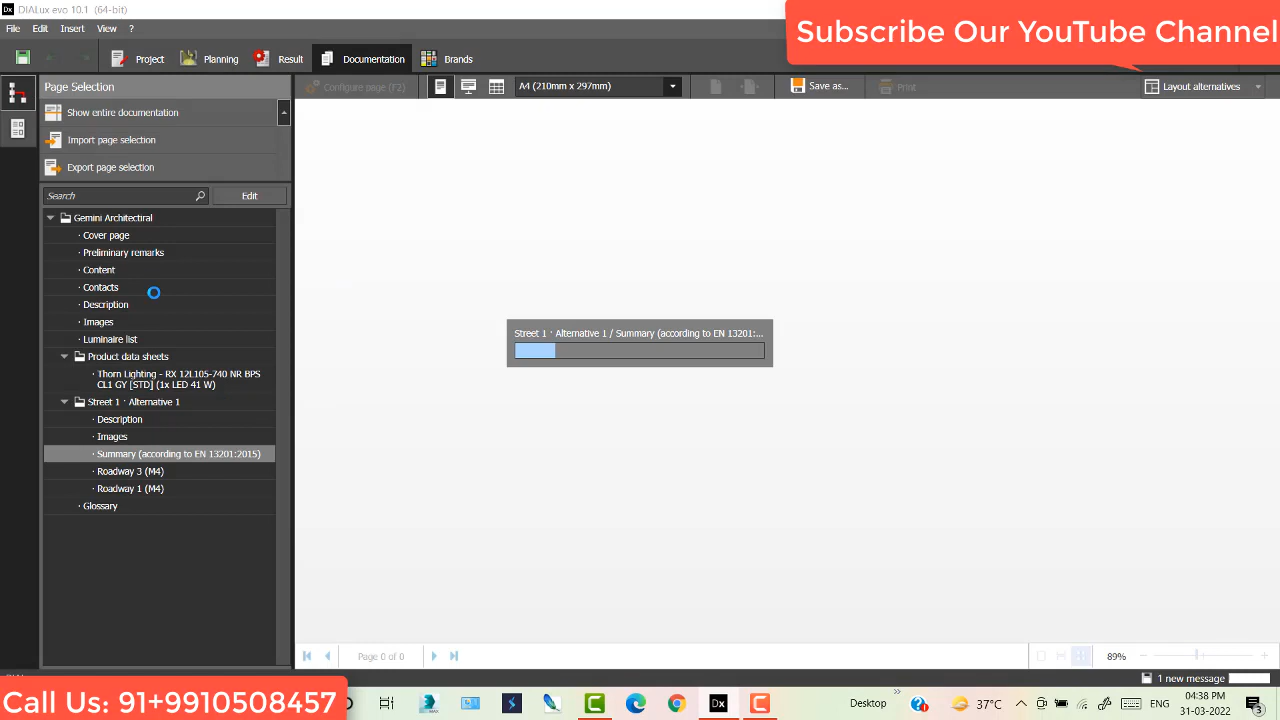 DIALux evo 10.1 (64-bit)
Subscribe Our YouTube Channel
File Edit Insert View ?
Project Planning Result Documentation Brands
Page Selection
Configure page (F2) A4 (210mm x 297mm) Save as... Print Layout alternatives
Show entire documentation
Import page selection
Export page selection
Search Edit
Gemini Architectiral
Cover page
Preliminary remarks
Content
Contacts
Description
Images
Luminaire list
Product data sheets
Thorn Lighting - RX 12L105-740 NR BPS
CL1 GY [STD] (1x LED 41 W)
Street 1 · Alternative 1
Description
Images
Summary (according to EN 13201:2015)
Roadway 3 (M4)
Roadway 1 (M4)
Glossary
Street 1 · Alternative 1 / Summary (according to EN 13201:...
Page 0 of 0 89%
1 new message
Call Us: 91+9910508457
Desktop 37°C ENG 04:38 PM
31-03-2022
3